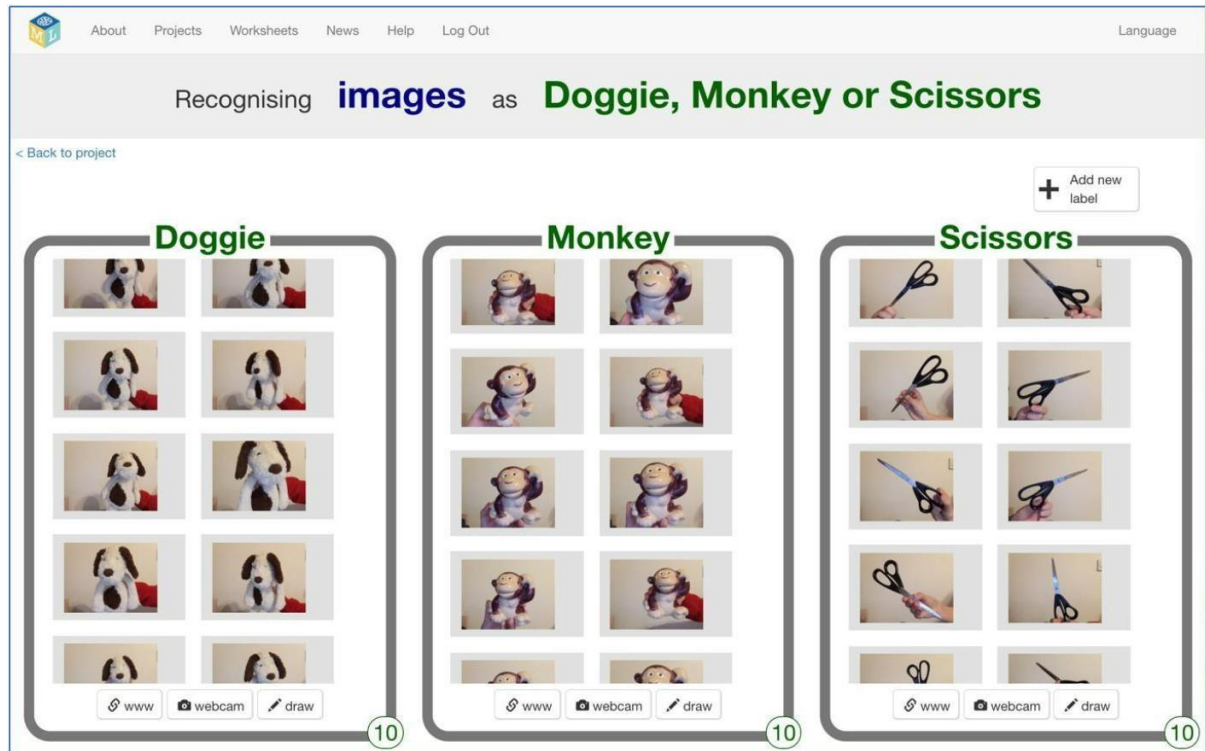 About Projects Worksheets News Help Log Out Language
Recognising images as Doggie, Monkey or Scissors
< Back to project
Add new
label
Doggie
Monkey
Scissors
www webcam draw
10
www webcam draw
10
www webcam draw
10